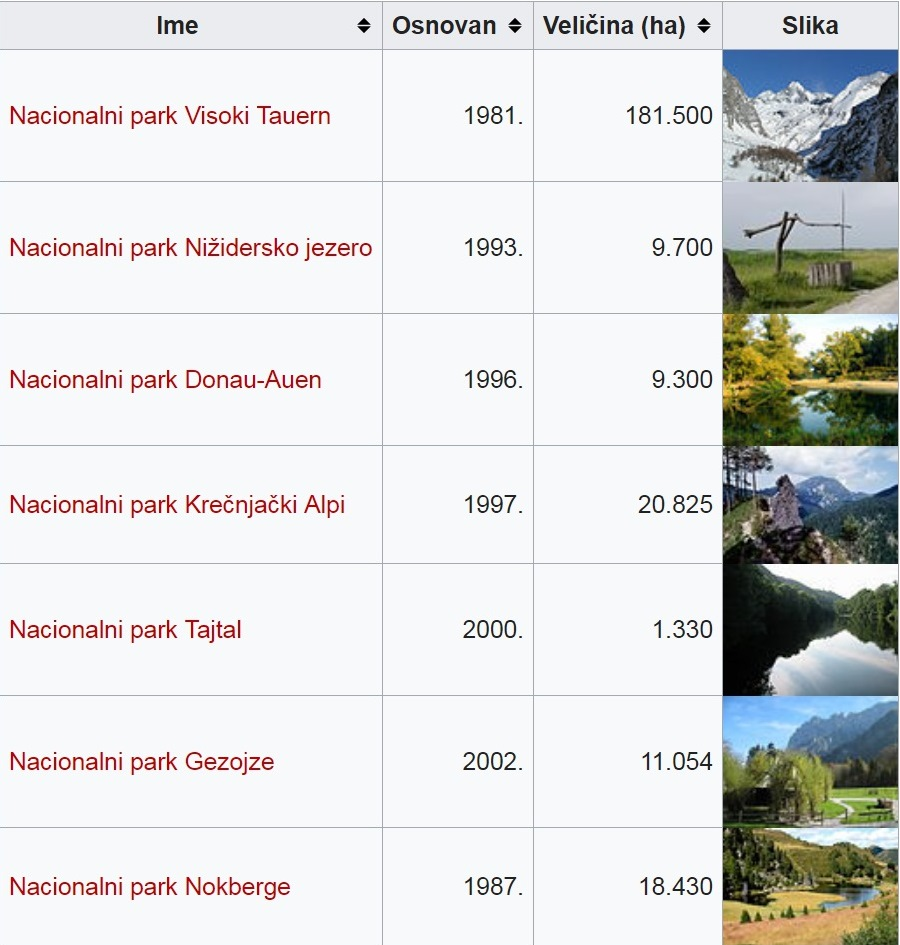 Ime Osnovan Veličina (ha) Slika
Nacionalni park Visoki Tauern 1981. 181.500
Nacionalni park Nižidersko jezero 1993. 9.700
Nacionalni park Donau-Auen 1996. 9.300
Nacionalni park Krečnjački Alpi 1997. 20.825
Nacionalni park Tajtal 2000. 1.330
Nacionalni park Gezojze 2002. 11.054
Nacionalni park Nokberge 1987. 18.430